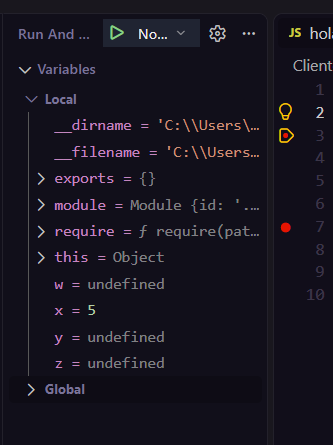 Run And ... No...
Variables
Local
__dirname = 'C:\\Users\…
__filename = 'C:\\Users…
exports = {}
module = Module {id: '.…
require = ƒ require(pat…
this = Object
w = undefined
x = 5
y = undefined
z = undefined
Global
JS hola
Client
1
2
3
4
5
6
7
8
9
10